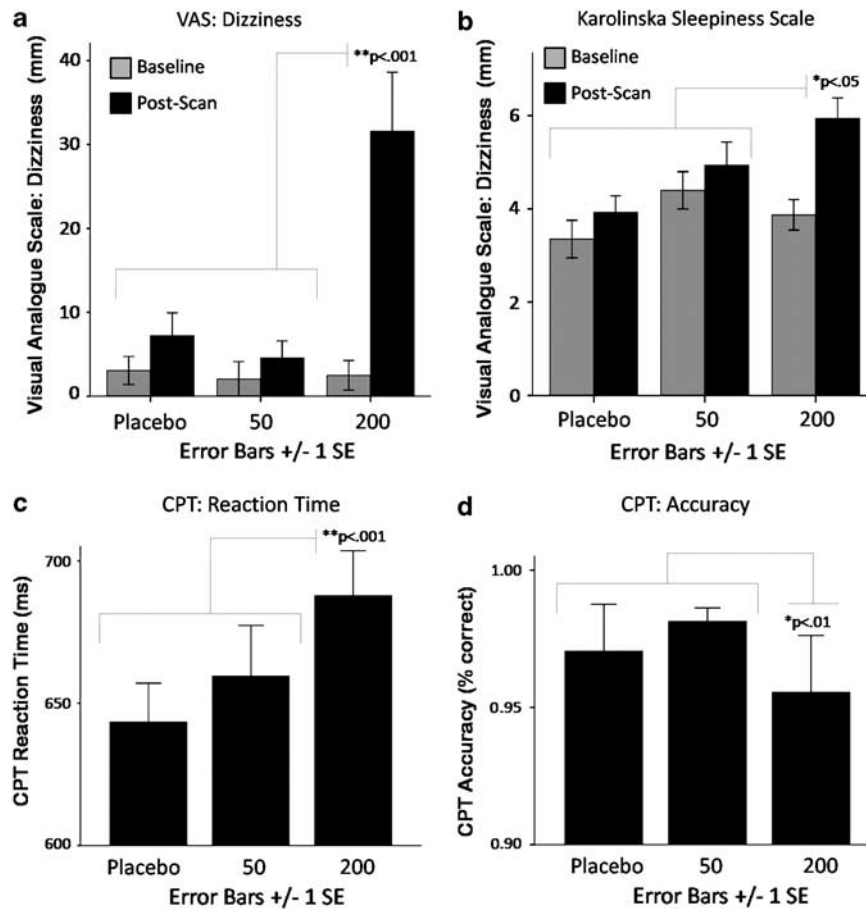 a
VAS: Dizziness
Visual Analogue Scale: Dizziness (mm)
40
30
20
10
0
Baseline
Post-Scan
**p<.001
Placebo 50 200
Error Bars +/- 1 SE
b
Karolinska Sleepiness Scale
Visual Analogue Scale: Dizziness (mm)
6
4
2
0
Baseline
Post-Scan
*p<.05
Placebo 50 200
Error Bars +/- 1 SE
c
CPT: Reaction Time
CPT Reaction Time (ms)
700
650
600
**p<.001
Placebo 50 200
Error Bars +/- 1 SE
d
CPT: Accuracy
CPT Accuracy (% correct)
1.00
0.95
0.90
*p<.01
Placebo 50 200
Error Bars +/- 1 SE